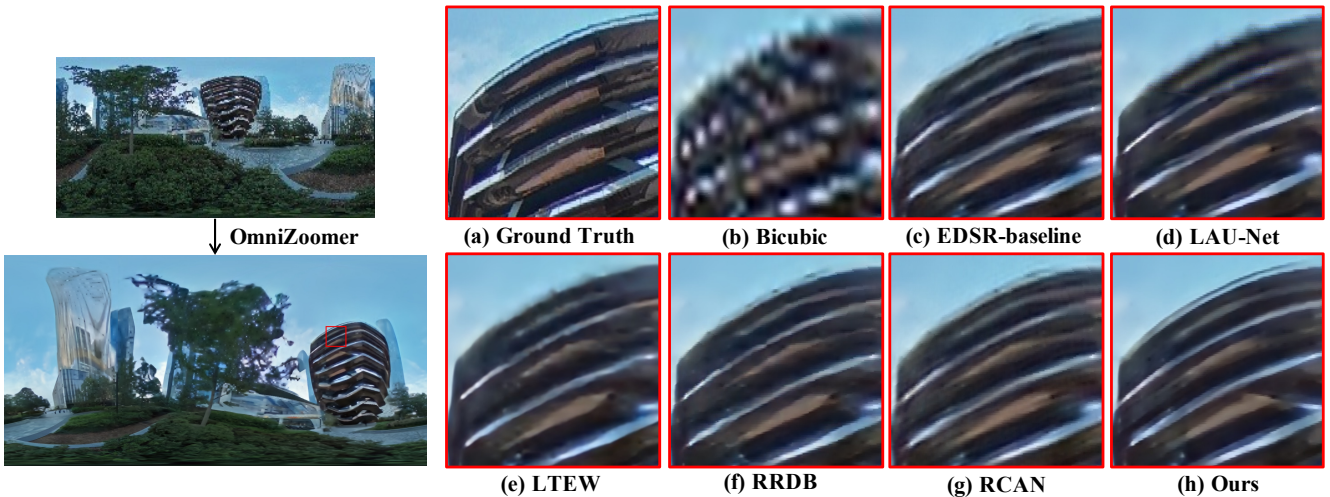 OmniZoomer
(a) Ground Truth
(b) Bicubic
(c) EDSR-baseline
(d) LAU-Net
(e) LTEW
(f) RRDB
(g) RCAN
(h) Ours